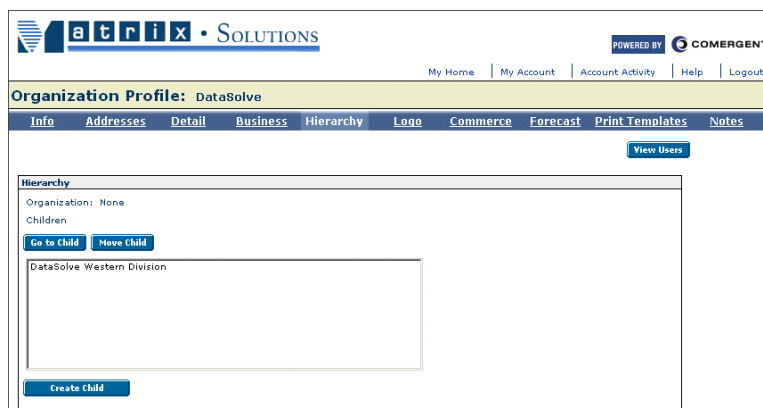 Matrix • SOLUTIONS
POWERED BY COMERGENT
My Home | My Account | Account Activity | Help | Logout
Organization Profile: DataSolve
Info Addresses Detail Business Hierarchy Logo Commerce Forecast Print Templates Notes
View Users
Hierarchy
Organization: None
Children
Go to Child Move Child
DataSolve Western Division
Create Child